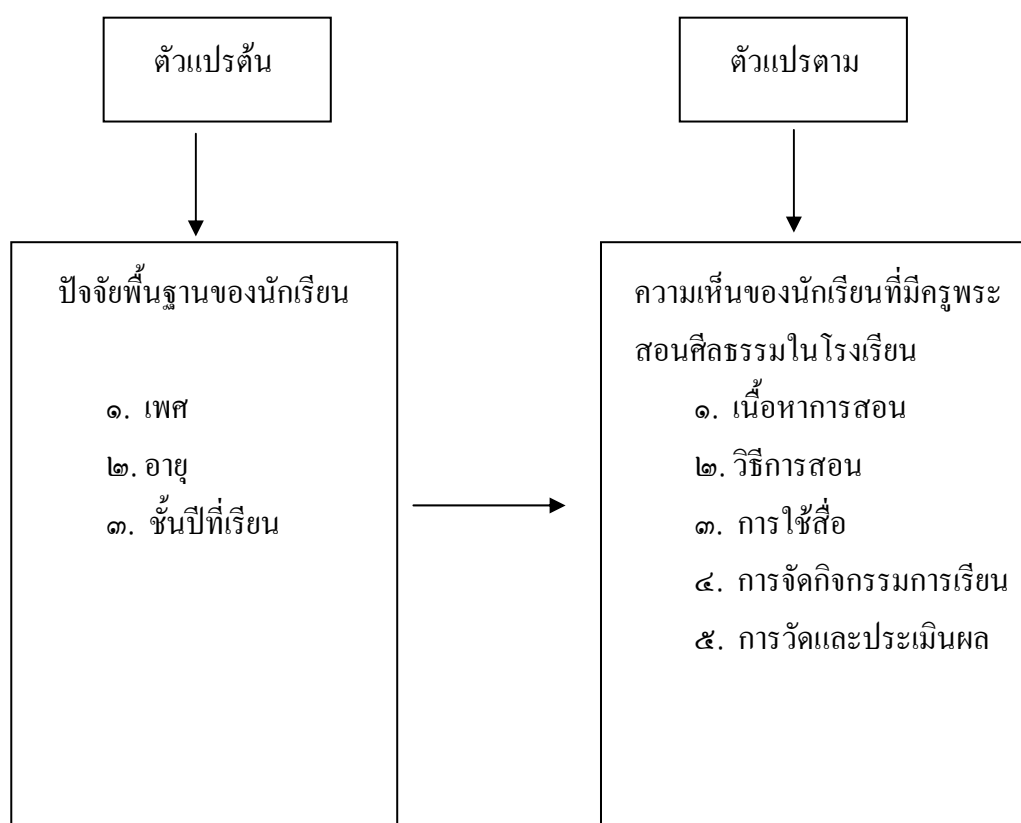 ตัวแปรต้น
ตัวแปรตาม
ปัจจัยพื้นฐานของนักเรียน
๑. เพศ
๒. อายุ
๓. ชั้นปีที่เรียน
ความเห็นของนักเรียนที่มีครูพระ
สอนศีลธรรมในโรงเรียน
๑. เนื้อหาการสอน
๒. วิธีการสอน
๓. การใช้สื่อ
๔. การจัดกิจกรรมการเรียน
๕. การวัดและประเมินผล